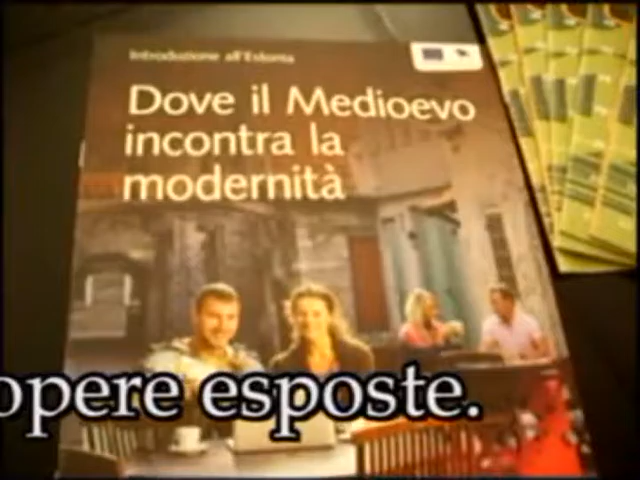 Introduzione all'Estonia
Dove il Medioevo
incontra la
modernità
opere esposte.